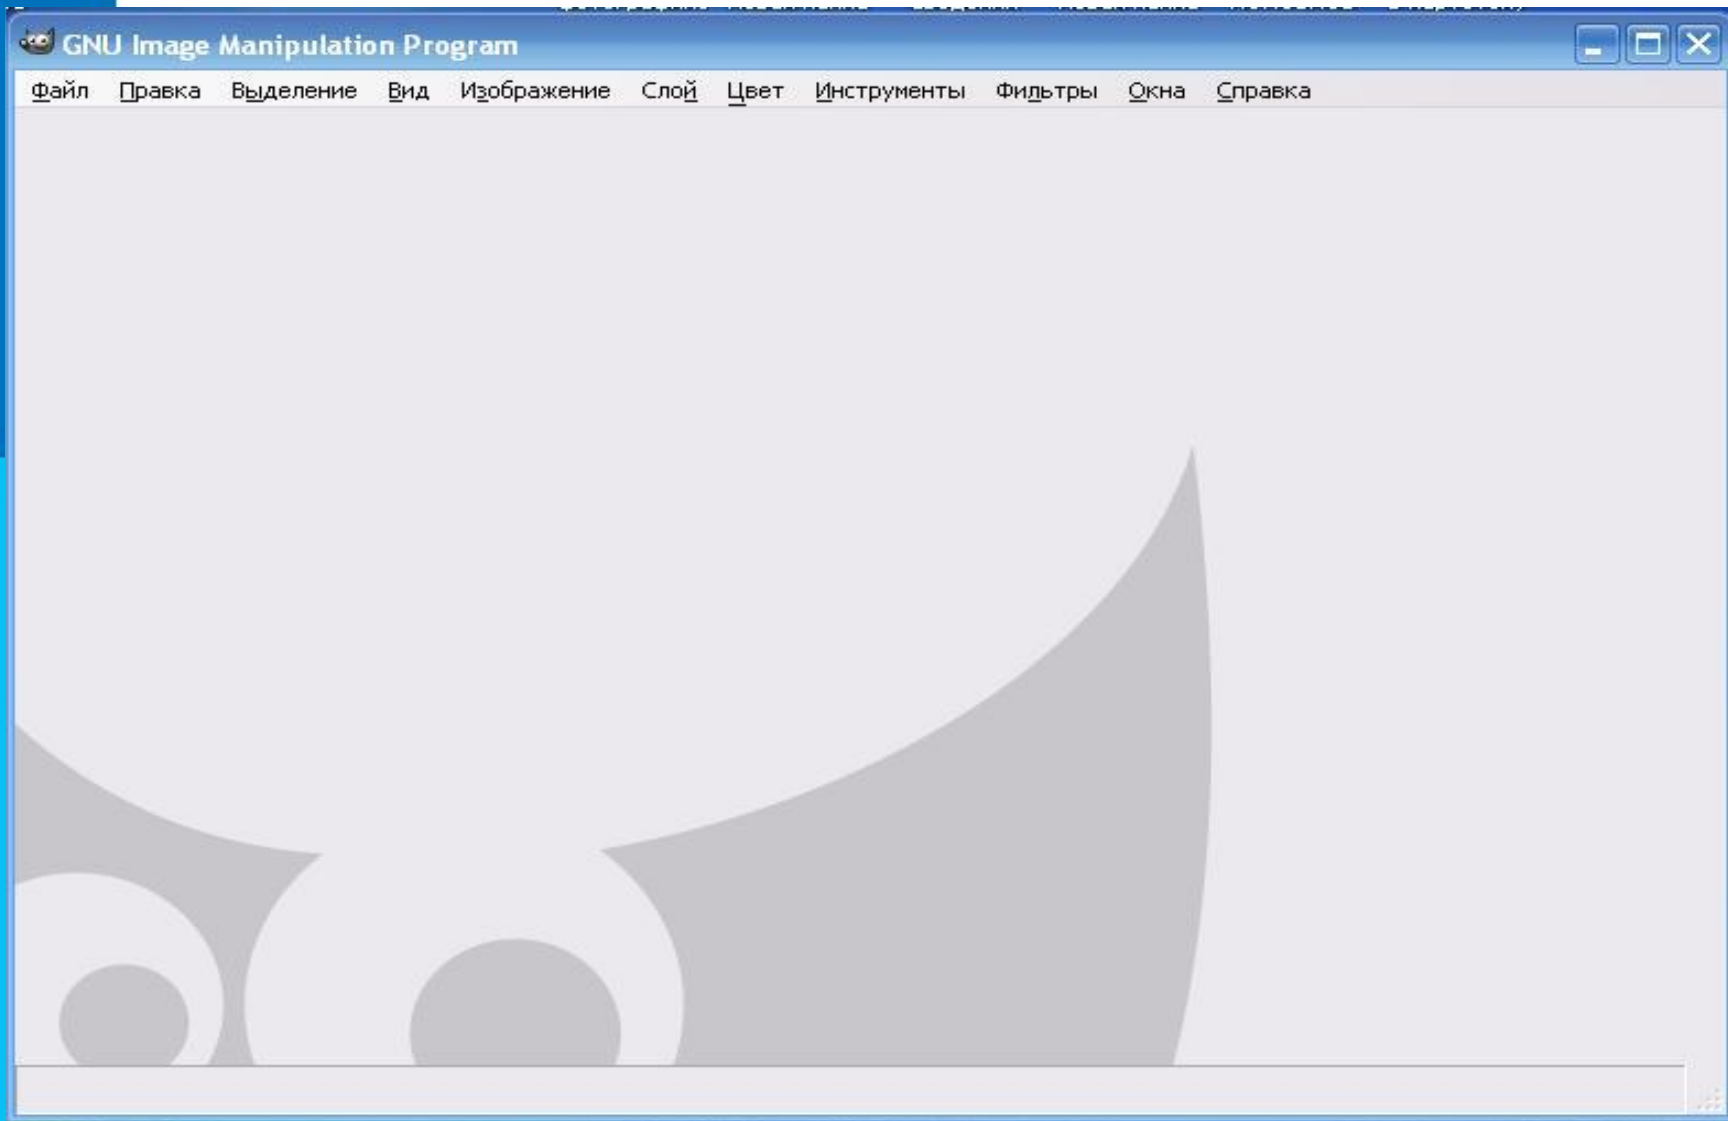 GNU Image Manipulation Program
Файл Правка Выделение Вид Изображение Слой Цвет Инструменты Фильтры Окна Справка